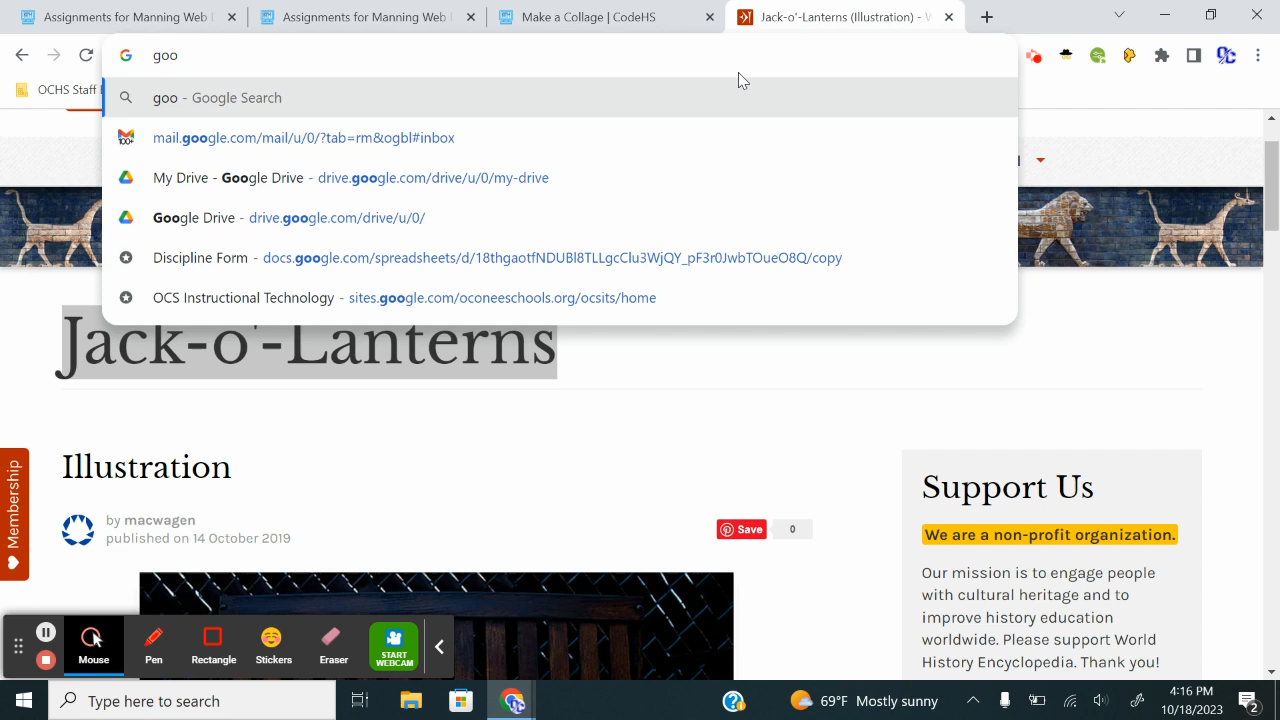 Assignments for Manning Web
Assignments for Manning Web
Make a Collage | CodeHS
Jack-o'-Lanterns (Illustration) - W
goo
OCHS Staff
goo - Google Search
100+
mail.google.com/mail/u/0/?tab=rm&ogbl#inbox
My Drive - Google Drive - drive.google.com/drive/u/0/my-drive
Google Drive - drive.google.com/drive/u/0/
Discipline Form - docs.google.com/spreadsheets/d/18thgaotfNDUBl8TLLgcClu3WjQY_pF3r0JwbTOueO8Q/copy
OCS Instructional Technology - sites.google.com/oconeeschools.org/ocsits/home
Jack-o'-Lanterns
Illustration
by macwagen
published on 14 October 2019
Save 0
Membership
Support Us
We are a non-profit organization.
Our mission is to engage people
with cultural heritage and to
improve history education
worldwide. Please support World
History Encyclopedia. Thank you!
Mouse
Pen
Rectangle
Stickers
Eraser
START
WEBCAM
Type here to search
69°F Mostly sunny
4:16 PM
10/18/2023
2